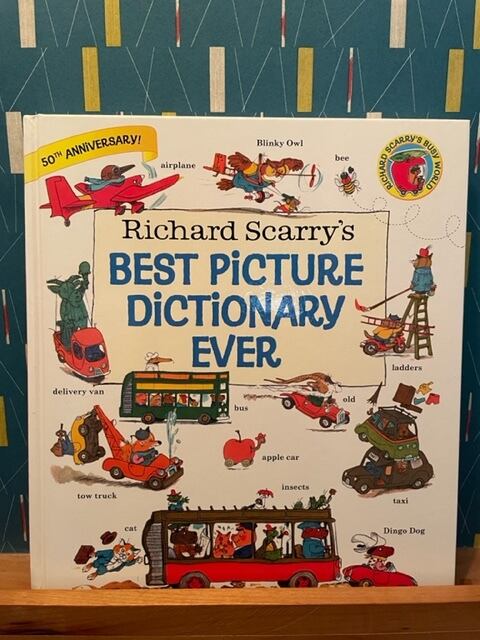 50TH ANNIVERSARY!
airplane
Blinky Owl
bee
RICHARD SCARRY'S BUSY WORLD
Richard Scarry's
BEST PICTURE
DICTIONARY
EVER
ladders
delivery van
bus
old
apple car
tow truck
insects
taxi
cat
Dingo Dog